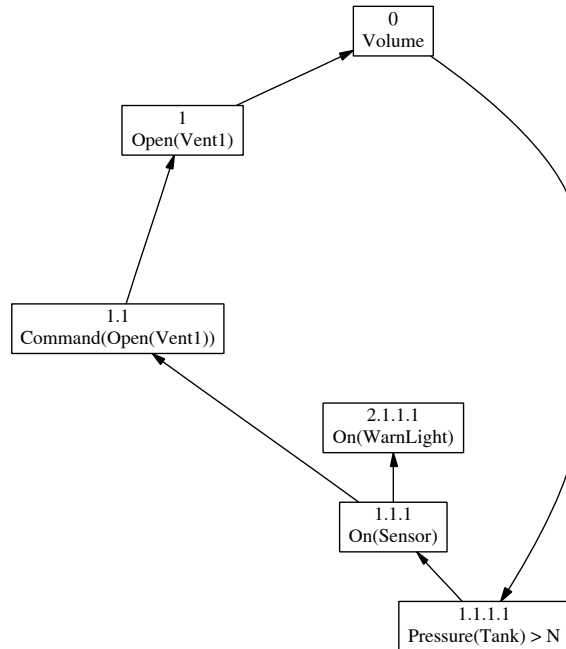 0
Volume
1
Open(Vent1)
1.1
Command(Open(Vent1))
2.1.1.1
On(WarnLight)
1.1.1
On(Sensor)
1.1.1.1
Pressure(Tank) > N